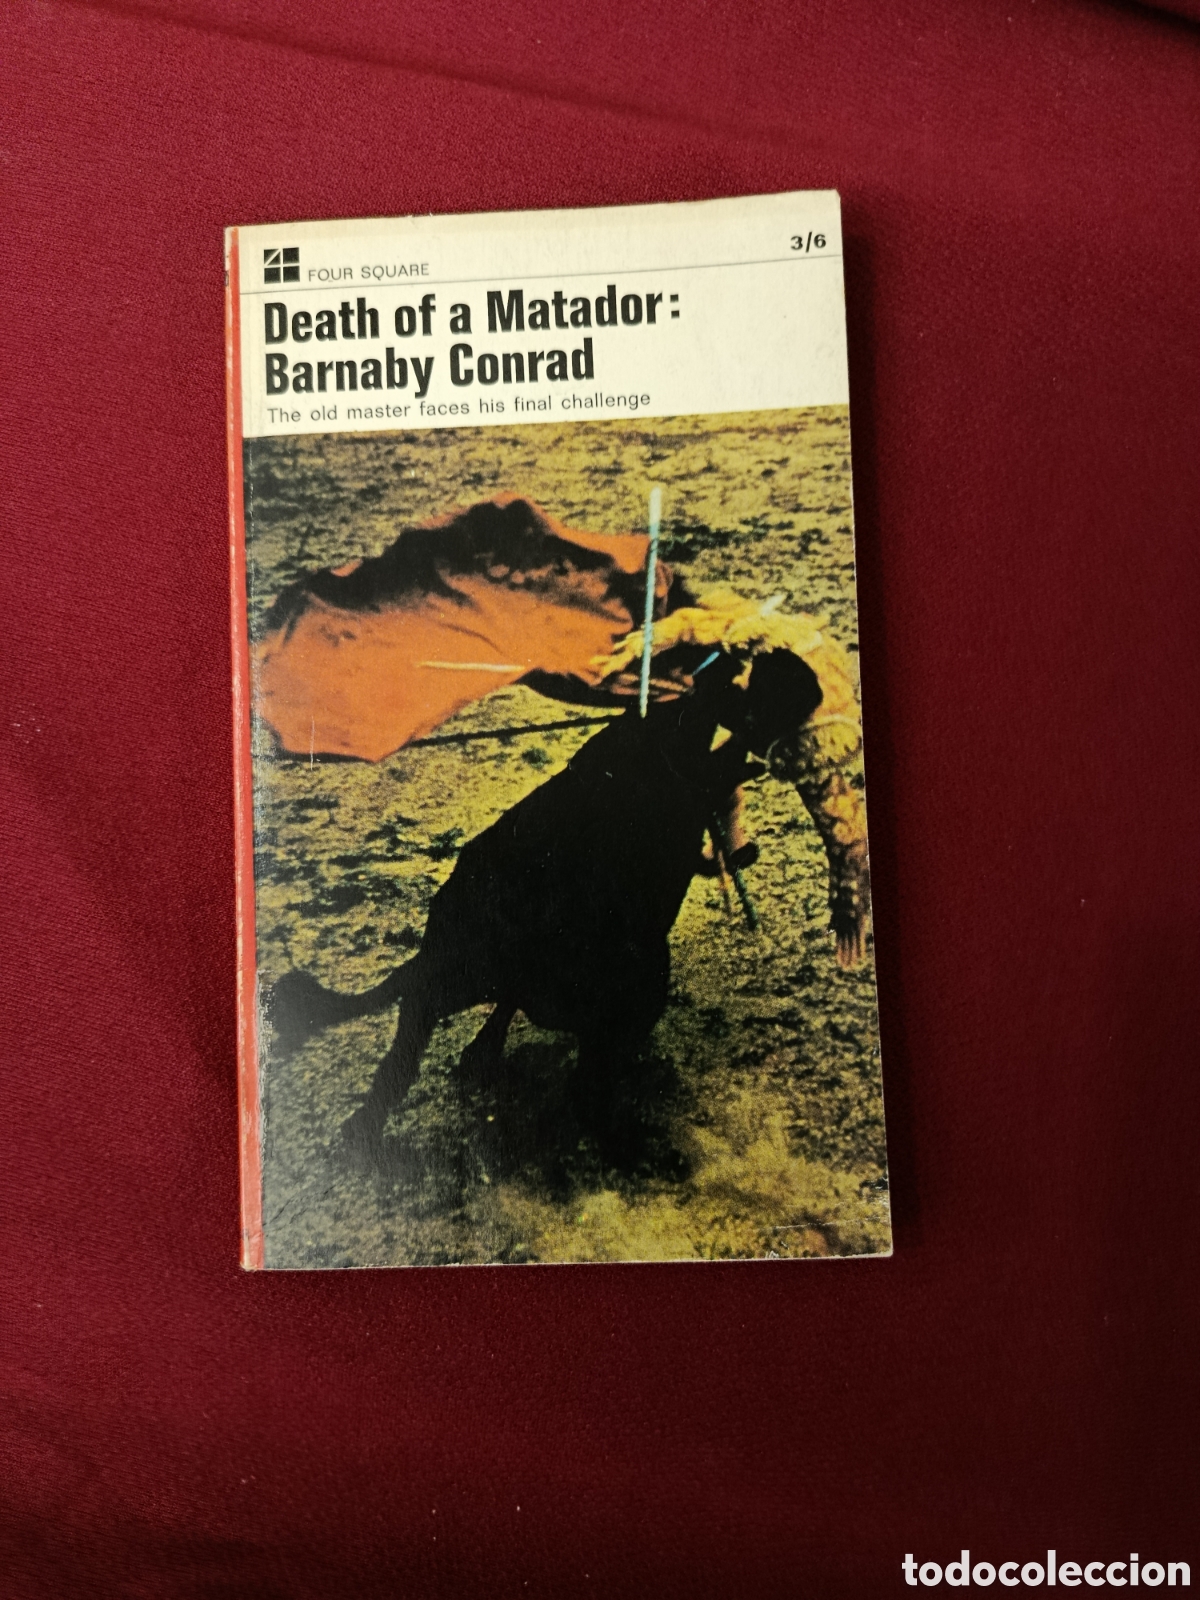 FOUR SQUARE
3/6
Death of a Matador:
Barnaby Conrad
The old master faces his final challenge
todocoleccion